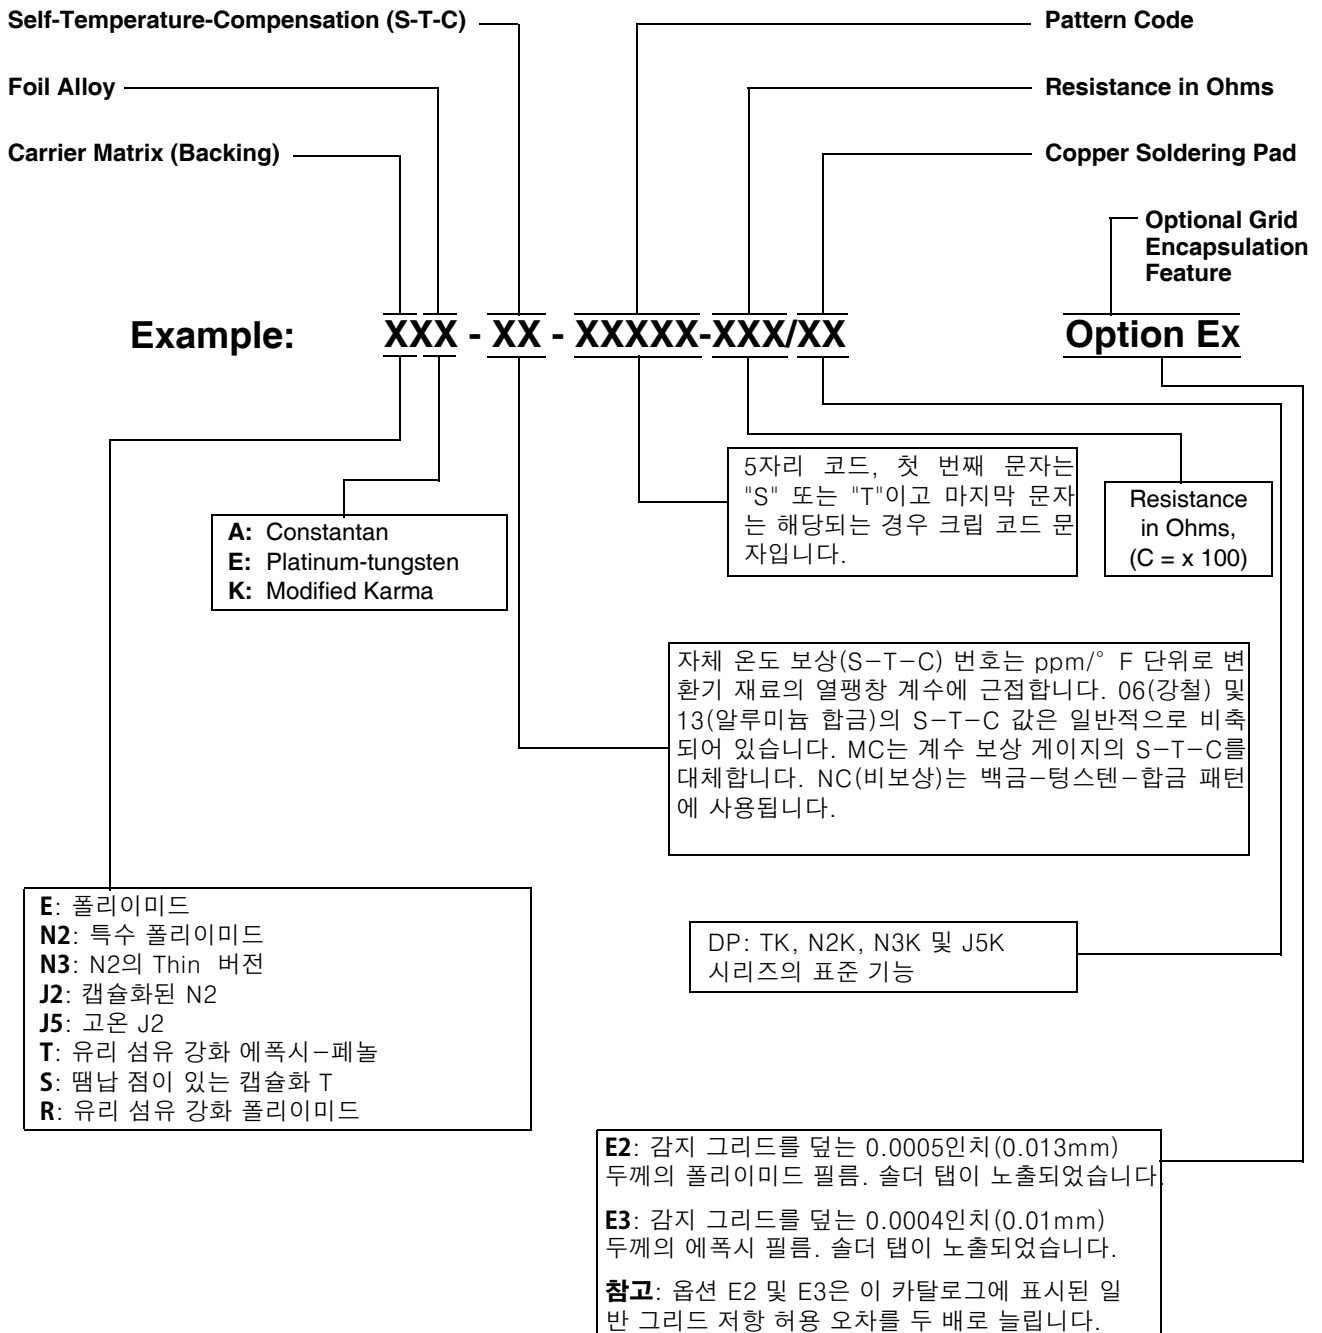 Self-Temperature-Compensation (S-T-C)
Pattern Code
Foil Alloy
Resistance in Ohms
Carrier Matrix (Backing)
Copper Soldering Pad
Optional Grid
Encapsulation
Feature
Example: XXX - XX - XXXXX-XXX/XX Option Ex
5자리 코드, 첫 번째 문자는
"S" 또는 "T"이고 마지막 문자
는 해당되는 경우 크립 코드 문
자입니다.
Resistance
in Ohms,
(C = x 100)
A: Constantan
E: Platinum-tungsten
K: Modified Karma
자체 온도 보상(S-T-C) 번호는 ppm/° F 단위로 변
환기 재료의 열팽창 계수에 근접합니다. 06(강철) 및
13(알루미늄 합금)의 S-T-C 값은 일반적으로 비축
되어 있습니다. MC는 계수 보상 게이지의 S-T-C를
대체합니다. NC(비보상)는 백금-텅스텐-합금 패턴
에 사용됩니다.
E: 폴리이미드
N2: 특수 폴리이미드
N3: N2의 Thin 버전
J2: 캡슐화된 N2
J5: 고온 J2
T: 유리 섬유 강화 에폭시-페놀
S: 땜납 점이 있는 캡슐화 T
R: 유리 섬유 강화 폴리이미드
DP: TK, N2K, N3K 및 J5K
시리즈의 표준 기능
E2: 감지 그리드를 덮는 0.0005인치(0.013mm)
두께의 폴리이미드 필름. 솔더 탭이 노출되었습니다.
E3: 감지 그리드를 덮는 0.0004인치(0.01mm)
두께의 에폭시 필름. 솔더 탭이 노출되었습니다.
참고: 옵션 E2 및 E3은 이 카탈로그에 표시된 일
반 그리드 저항 허용 오차를 두 배로 늘립니다.